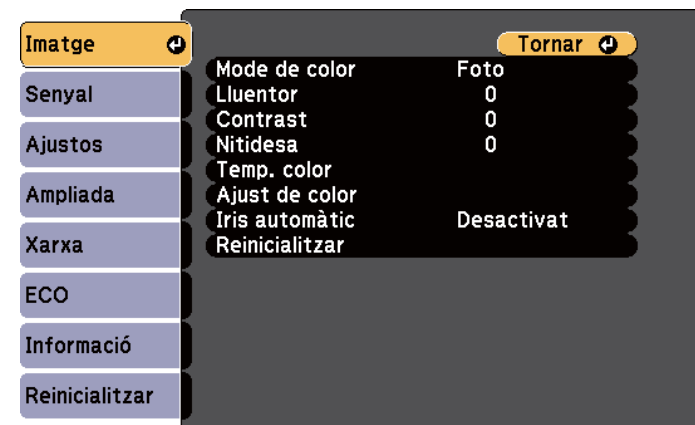 Imatge
Senyal
Ajustos
Ampliada
Xarxa
ECO
Informació
Reinicialitzar
Tornar
Mode de color Foto
Lluentor 0
Contrast 0
Nitidesa 0
Temp. color
Ajust de color
Iris automàtic Desactivat
Reinicialitzar